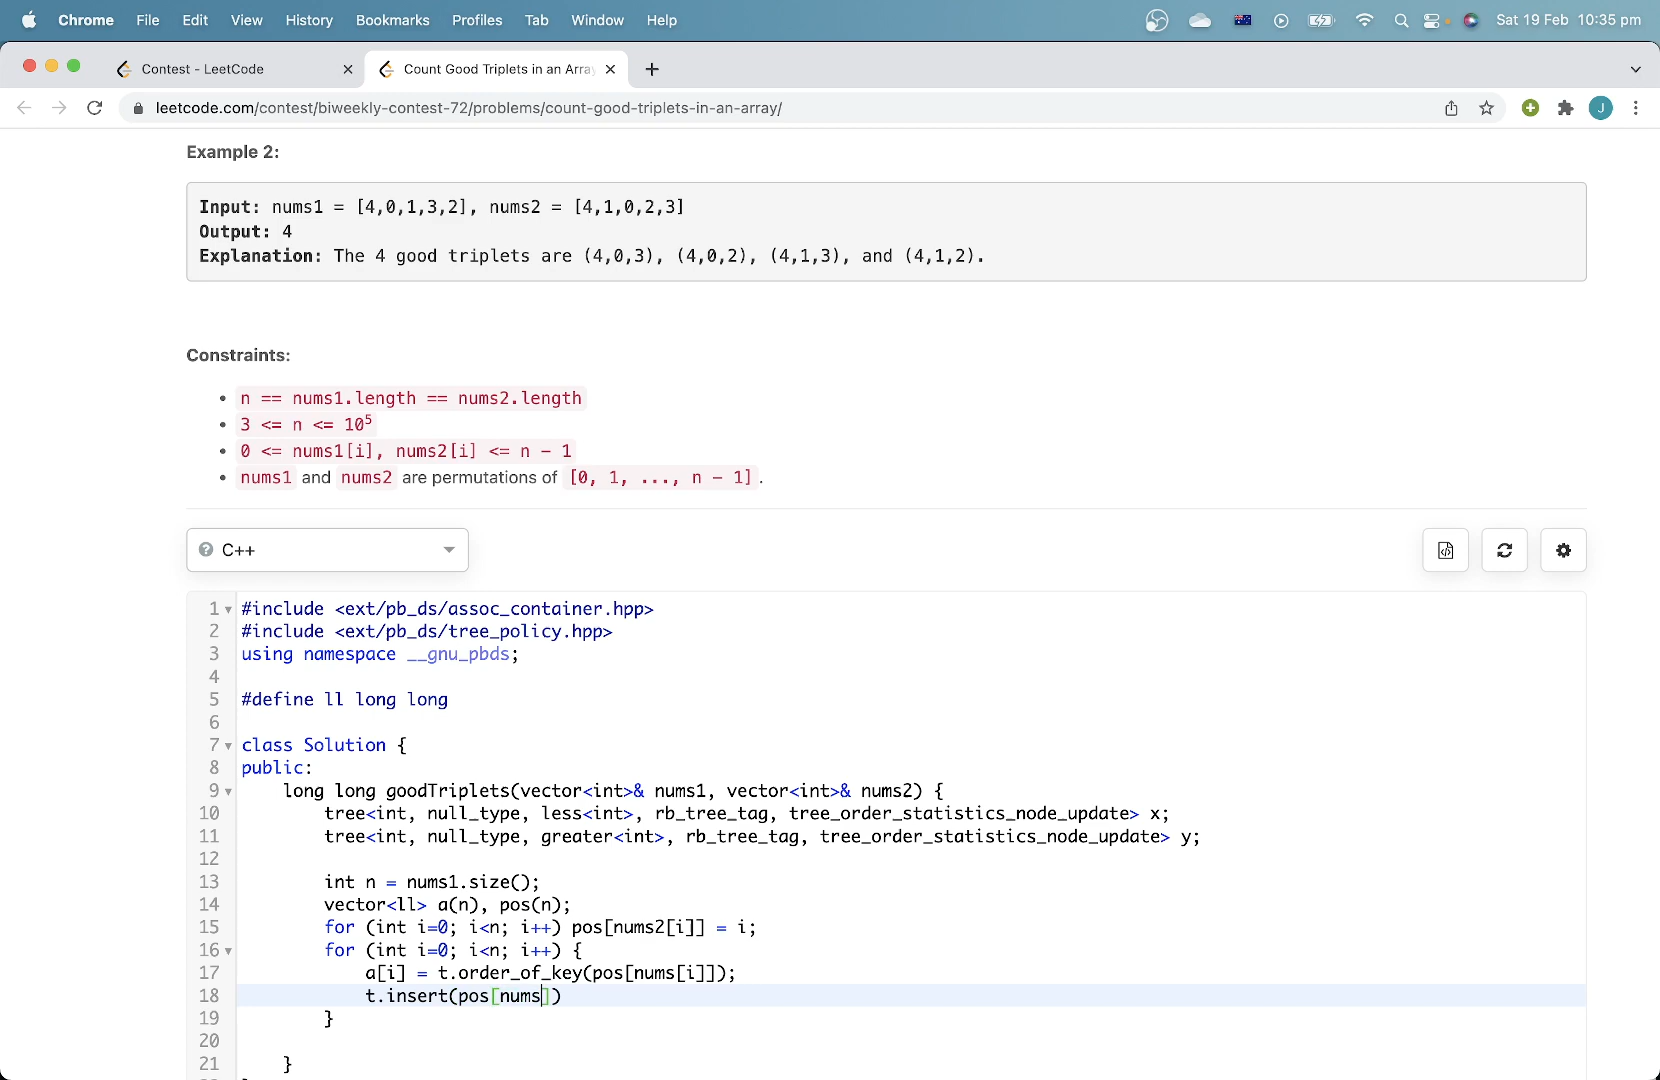 Chrome File Edit View History Bookmarks Profiles Tab Window Help Sat 19 Feb 10:35 pm
Contest - LeetCode Count Good Triplets in an Arra
leetcode.com/contest/biweekly-contest-72/problems/count-good-triplets-in-an-array/ J
Example 2:
Input: nums1 = [4,0,1,3,2], nums2 = [4,1,0,2,3]
Output: 4
Explanation: The 4 good triplets are (4,0,3), (4,0,2), (4,1,3), and (4,1,2).
Constraints:
• n == nums1.length == nums2.length
• 3 <= n <= 10⁵
• 0 <= nums1[i], nums2[i] <= n - 1
• nums1 and nums2 are permutations of [0, 1, ..., n - 1].
C++
1 #include <ext/pb_ds/assoc_container.hpp>
2 #include <ext/pb_ds/tree_policy.hpp>
3 using namespace __gnu_pbds;
4
5 #define ll long long
6
7 class Solution {
8 public:
9     long long goodTriplets(vector<int>& nums1, vector<int>& nums2) {
10         tree<int, null_type, less<int>, rb_tree_tag, tree_order_statistics_node_update> x;
11         tree<int, null_type, greater<int>, rb_tree_tag, tree_order_statistics_node_update> y;
12
13         int n = nums1.size();
14         vector<ll> a(n), pos(n);
15         for (int i=0; i<n; i++) pos[nums2[i]] = i;
16         for (int i=0; i<n; i++) {
17             a[i] = t.order_of_key(pos[nums[i]]);
18             t.insert(pos[nums])
19         }
20
21     }